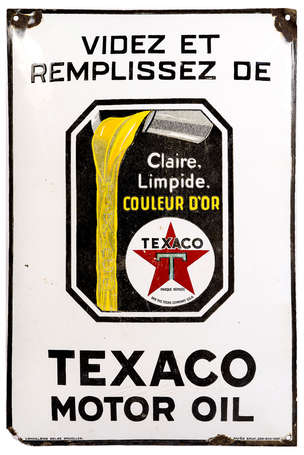 VIDEZ ET
REMPLISSEZ DE
Claire.
Limpide.
COULEUR D'OR
TEXACO
T
TEXACO
MOTOR OIL